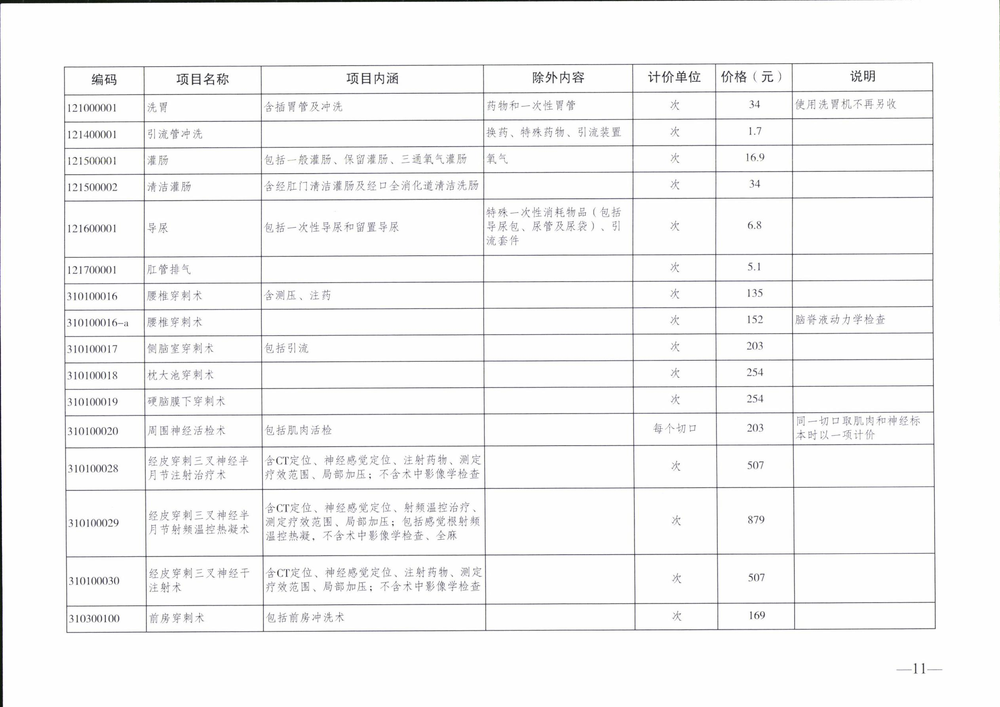 编码 项目名称 项目内涵 除外内容 计价单位 价格（元） 说明
121000001 洗胃 含插胃管及冲洗 药物和一次性胃管 次 34 使用洗胃机不再另收
121400001 引流管冲洗 换药、特殊药物、引流装置 次 1.7
121500001 灌肠 包括一般灌肠、保留灌肠、三通氧气灌肠 氧气 次 16.9
121500002 清洁灌肠 含经肛门清洁灌肠及经口全消化道清洁洗肠 次 34
121600001 导尿 包括一次性导尿和留置导尿 特殊一次性消耗物品（包括
导尿包、尿管及尿袋）、引
流套件 次 6.8
121700001 肛管排气 次 5.1
310100016 腰椎穿刺术 含测压、注药 次 135
310100016-a 腰椎穿刺术 次 152 脑脊液动力学检查
310100017 侧脑室穿刺术 包括引流 次 203
310100018 枕大池穿刺术 次 254
310100019 硬脑膜下穿刺术 次 254
310100020 周围神经活检术 包括肌肉活检 每个切口 203 同一切口取肌肉和神经标
本时以一项计价
310100028 经皮穿刺三叉神经半
月节注射治疗术 含CT定位、神经感觉定位、注射药物、测定
疗效范围、局部加压；不含术中影像学检查 次 507
310100029 经皮穿刺三叉神经半
月节射频温控热凝术 含CT定位、神经感觉定位、射频温控治疗、
测定疗效范围、局部加压；包括感觉根射频
温控热凝，不含术中影像学检查、全麻 次 879
310100030 经皮穿刺三叉神经干
注射术 含CT定位、神经感觉定位、注射药物、测定
疗效范围、局部加压；不含术中影像学检查 次 507
310300100 前房穿刺术 包括前房冲洗术 次 169
—11—